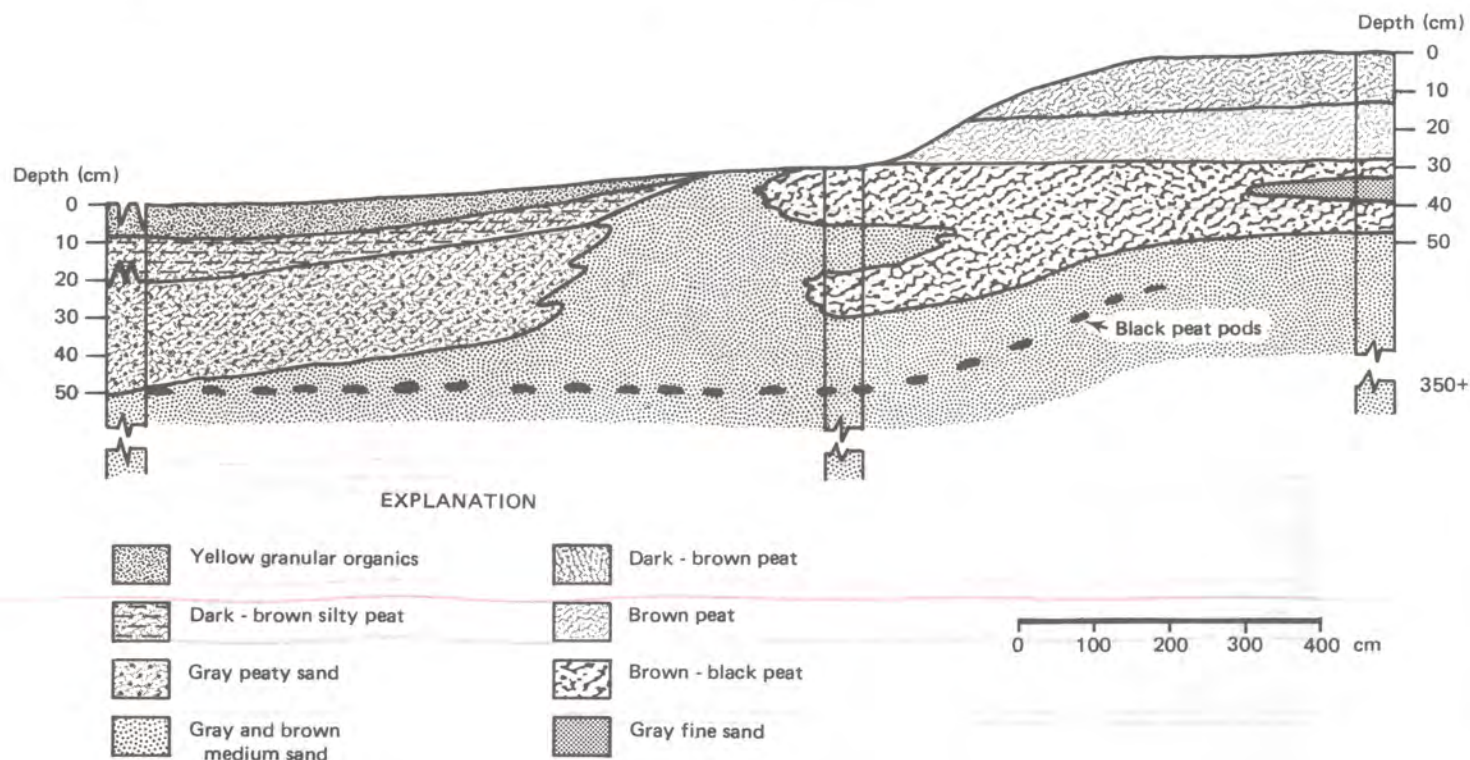 Depth (cm)
0
10
20
30
40
50
350+
Depth (cm)
0
10
20
30
40
50
Black peat pods
EXPLANATION
Yellow granular organics
Dark - brown silty peat
Gray peaty sand
Gray and brown
medium sand
Dark - brown peat
Brown peat
Brown - black peat
Gray fine sand
0 100 200 300 400 cm